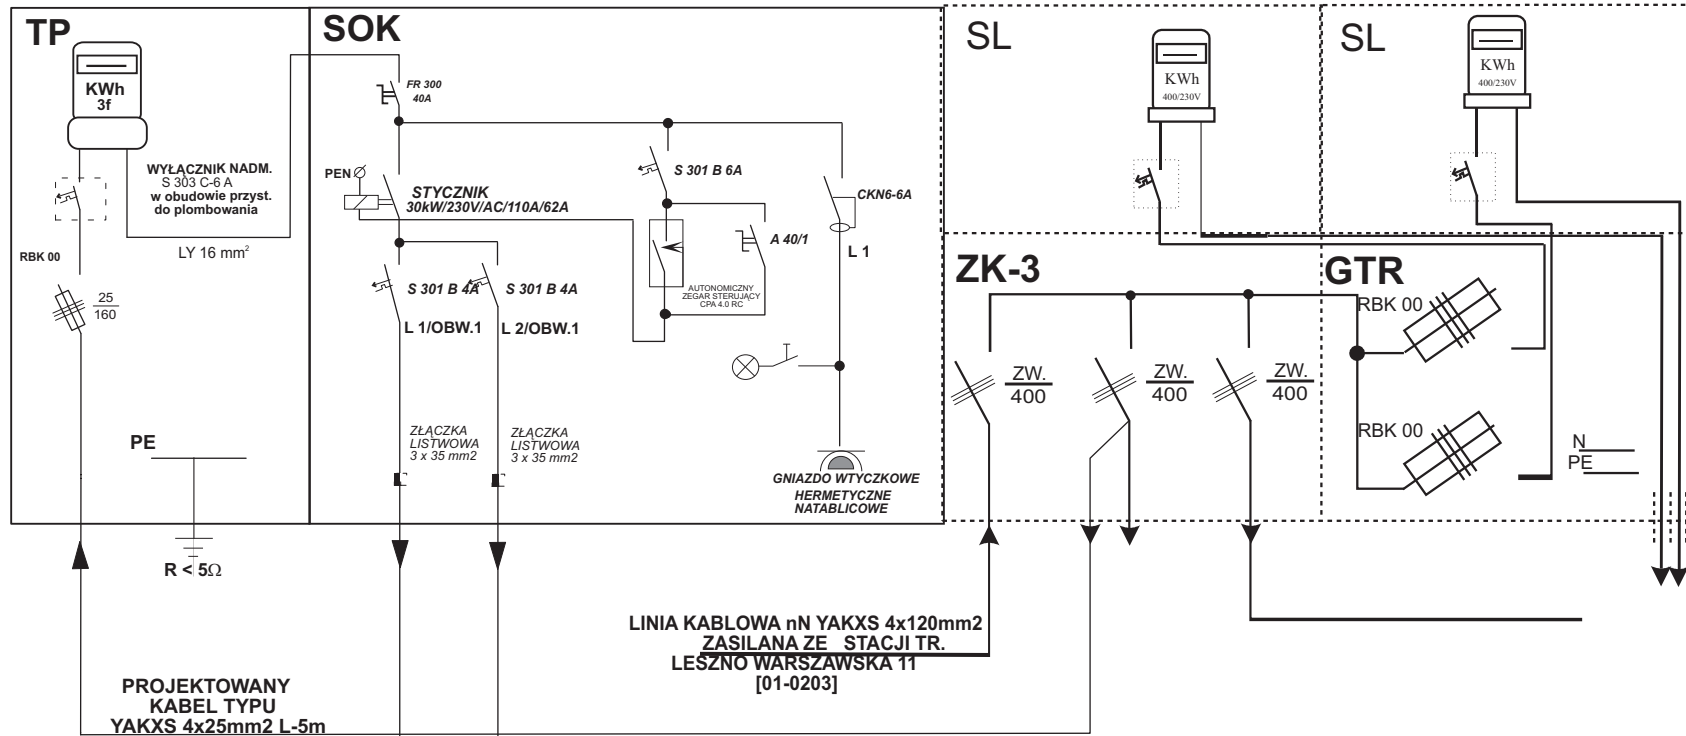 TP
KWh
3f
WYŁĄCZNIK NADM.
S 303 C-6 A
w obudowie przyst.
do plombowania
LY 16 mm²
RBK 00
25
160
PE
R < 5Ω
SOK
FR 300
40A
PEN
STYCZNIK
30kW/230V/AC/110A/62A
S 301 B 6A
CKN6-6A
A 40/1
L 1
AUTONOMICZNY
ZEGAR STERUJĄCY
CPA 4.0 RC
S 301 B 4A
S 301 B 4A
L 1/OBW.1
L 2/OBW.1
ZŁĄCZKA
LISTWOWA
3 x 35 mm2
ZŁĄCZKA
LISTWOWA
3 x 35 mm2
GNIAZDO WTYCZKOWE
HERMETYCZNE
NATABLICOWE
SL
KWh
400/230V
SL
KWh
400/230V
ZK-3
ZW.
400
ZW.
400
ZW.
400
GTR
RBK 00
RBK 00
N
PE
LINIA KABLOWA nN YAKXS 4x120mm2
ZASILANA ZE STACJI TR.
LESZNO WARSZAWSKA 11
[01-0203]
PROJEKTOWANY
KABEL TYPU
YAKXS 4x25mm2 L-5m